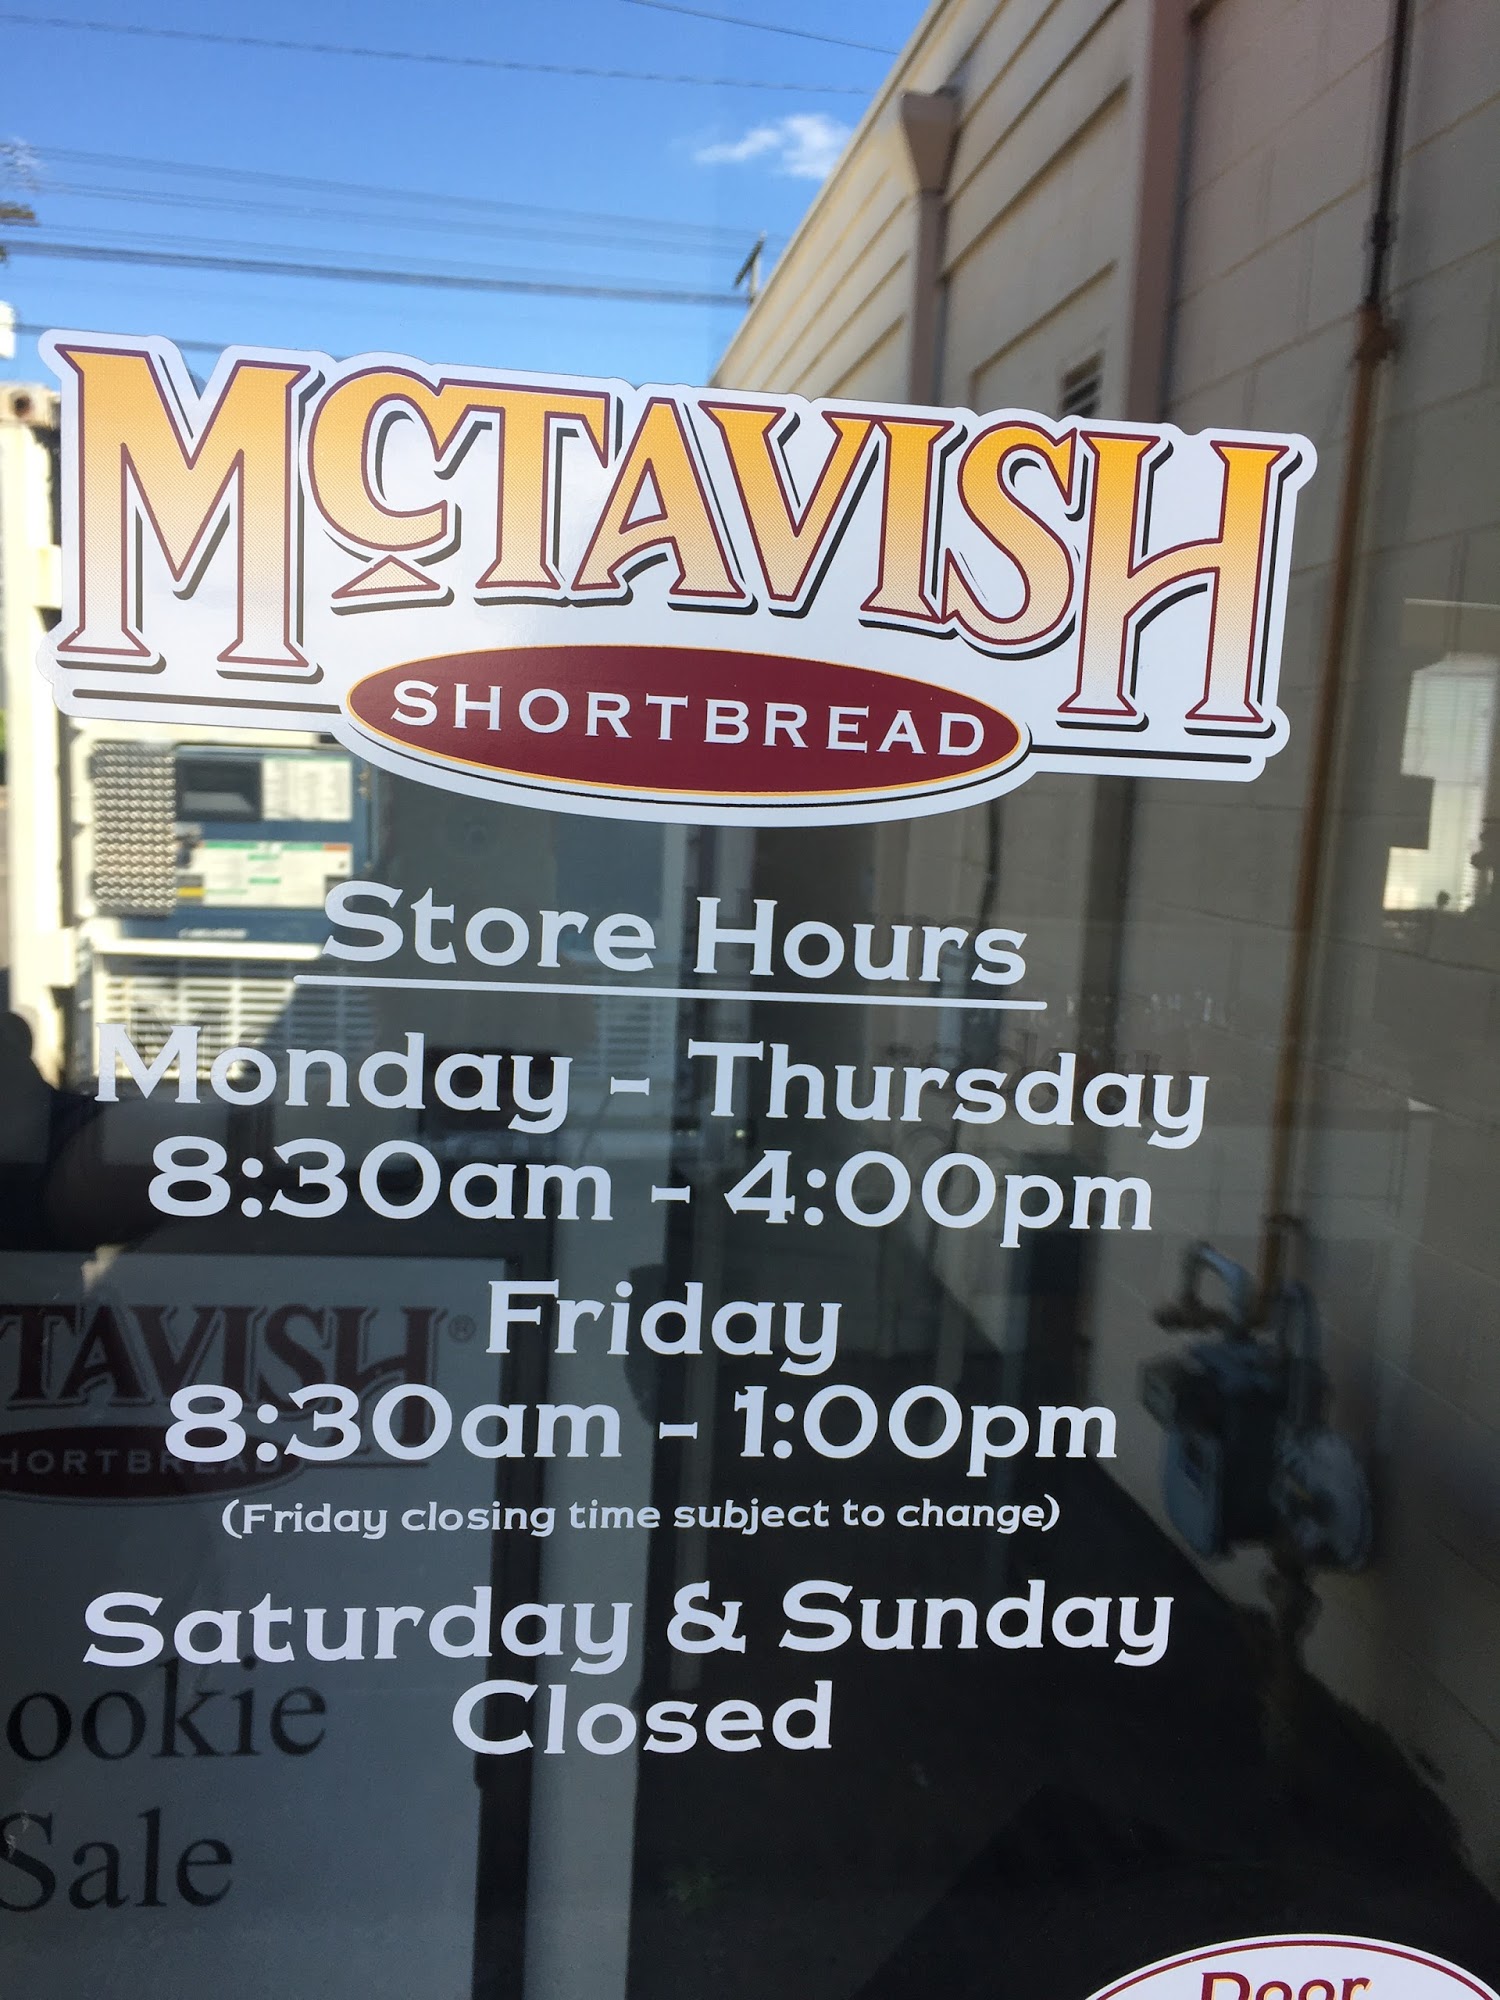 McTAVISH
SHORTBREAD
Store Hours
Monday - Thursday
8:30am - 4:00pm
Friday
8:30am - 1:00pm
(Friday closing time subject to change)
Saturday & Sunday
Closed
TAVISH®
HORTBREAD
ookie
Sale
Door